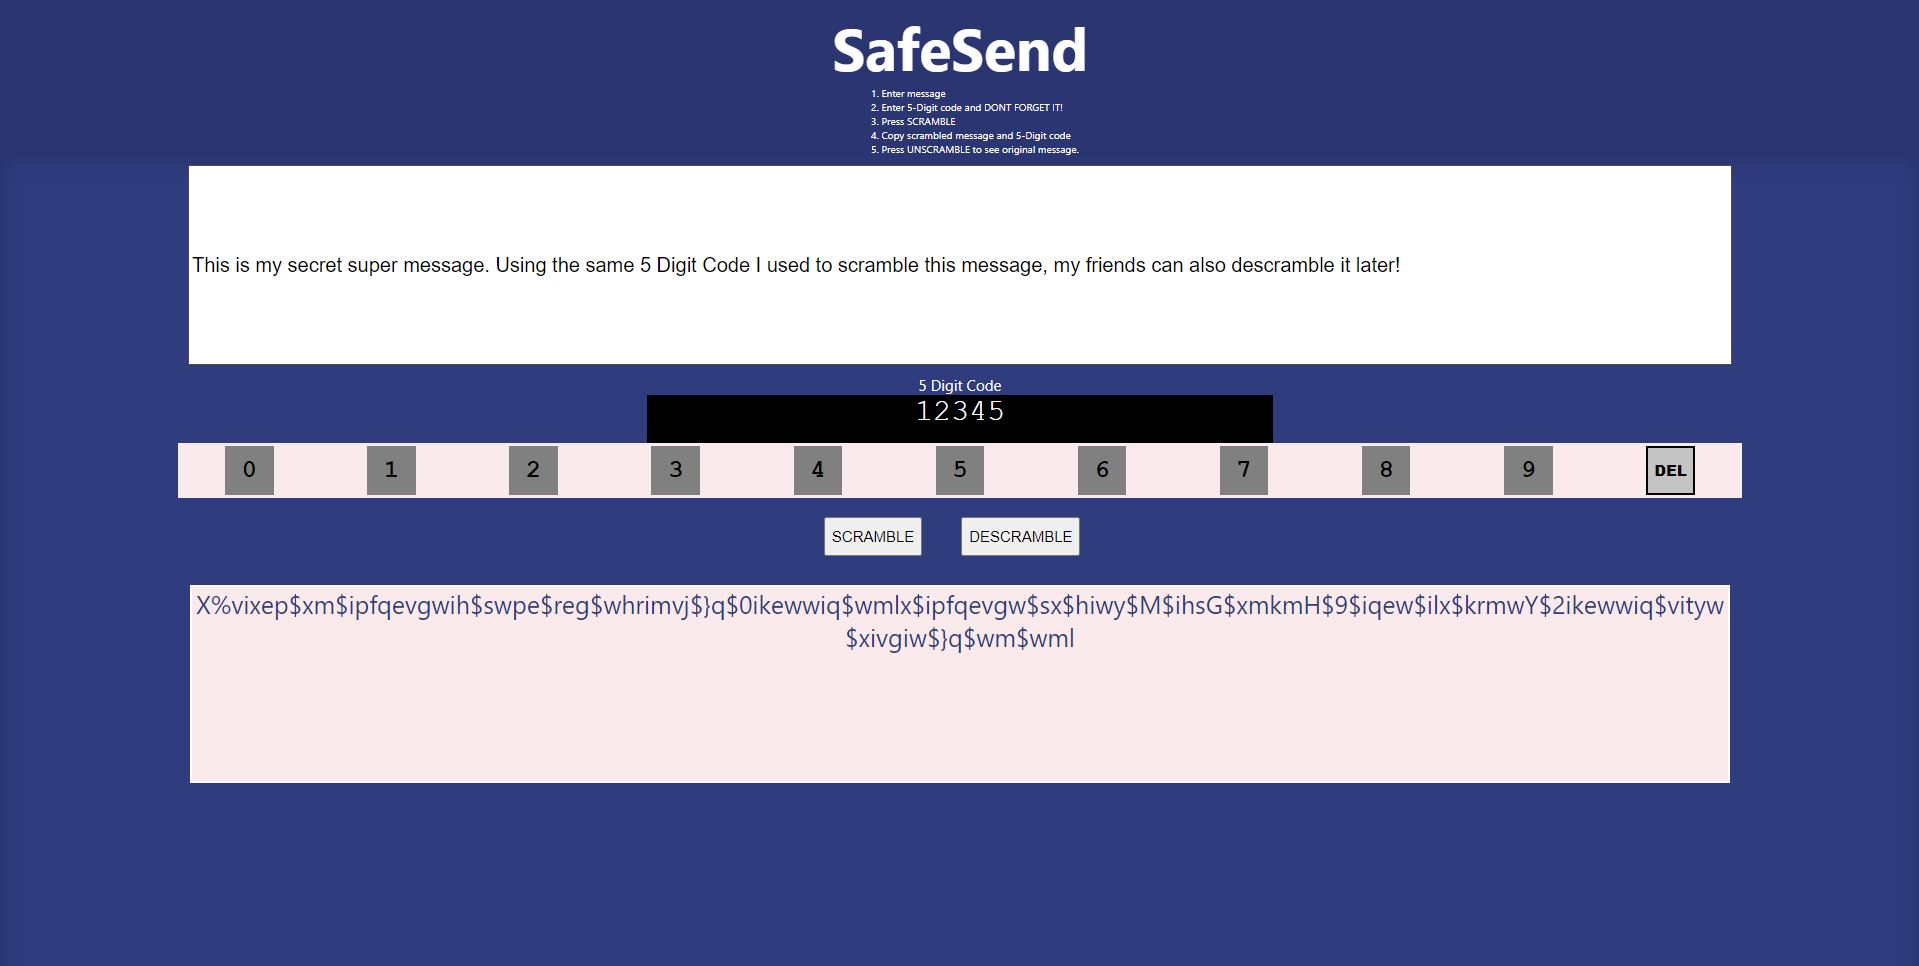 SafeSend
1. Enter message
2. Enter 5-Digit code and DONT FORGET IT!
3. Press SCRAMBLE
4. Copy scrambled message and 5-Digit code
5. Press UNSCRAMBLE to see original message.
This is my secret super message. Using the same 5 Digit Code I used to scramble this message, my friends can also descramble it later!
5 Digit Code
12345
0 1 2 3 4 5 6 7 8 9 DEL
SCRAMBLE DESCRAMBLE
X%vixep$xm$ipfqevgwih$swpe$reg$whrimvj$}q$0ikewwiq$wmlx$ipfqevgw$sx$hiwy$M$ihsG$xmkmH$9$iqew$ilx$krmwY$2ikewwiq$vityw
$xivgiw$}q$wm$wml